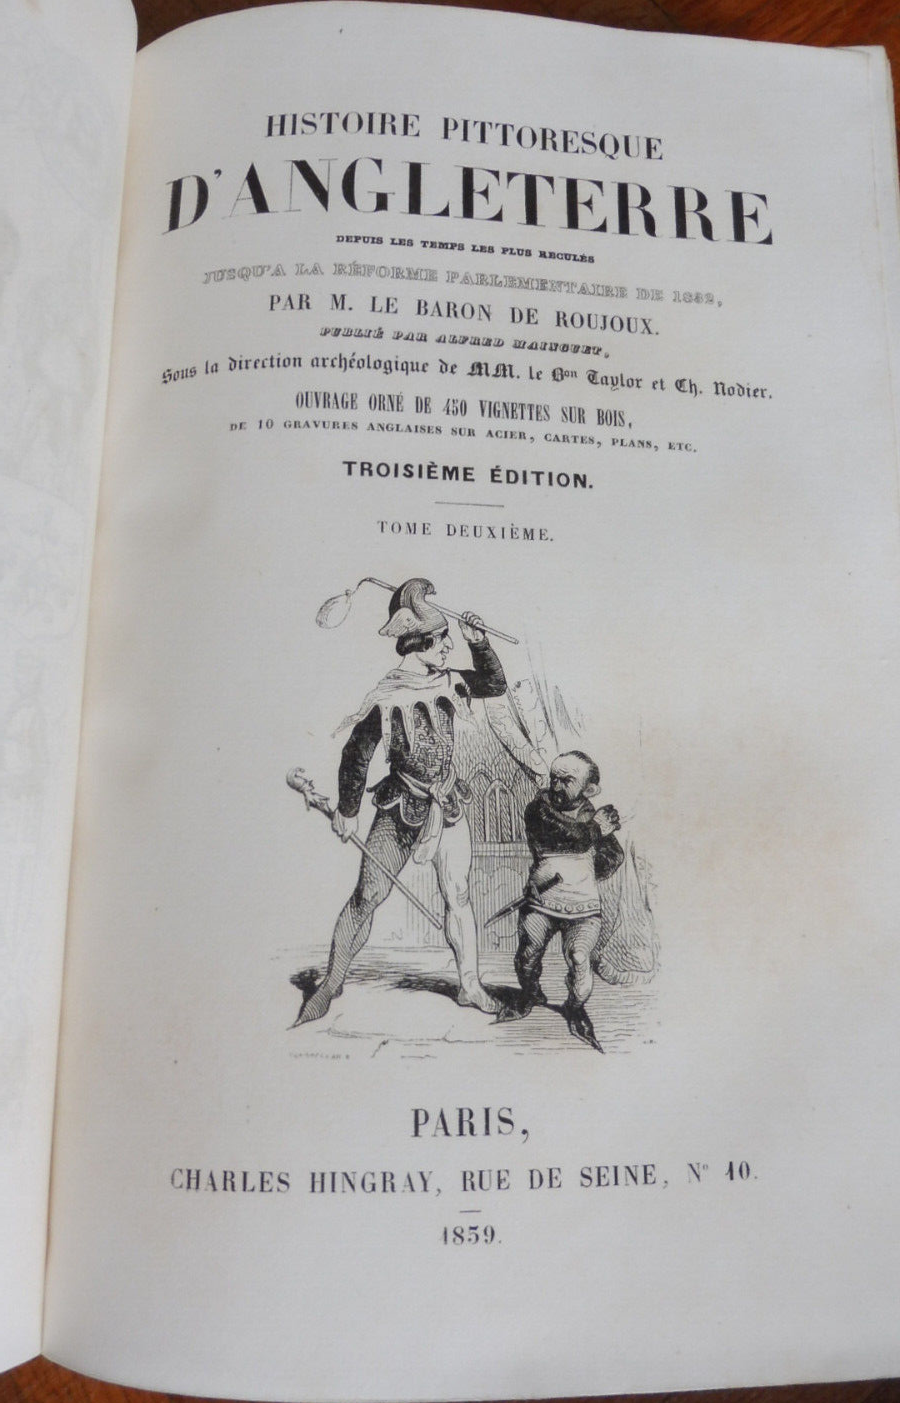 HISTOIRE PITTORESQUE
D'ANGLETERRE
DEPUIS LES TEMPS LES PLUS RECULÉS
JUSQU'A LA RÉFORME PARLEMENTAIRE DE 1832,
PAR M. LE BARON DE ROUJOUX.
PUBLIÉ PAR ALFRED MAINGUET,
Sous la direction archéologique de MM. le Bon Taylor et Ch. Nodier.
OUVRAGE ORNÉ DE 450 VIGNETTES SUR BOIS,
DE 10 GRAVURES ANGLAISES SUR ACIER, CARTES, PLANS, ETC.
TROISIÈME ÉDITION.
TOME DEUXIÈME.
PARIS,
CHARLES HINGRAY, RUE DE SEINE, No 10.
1839.